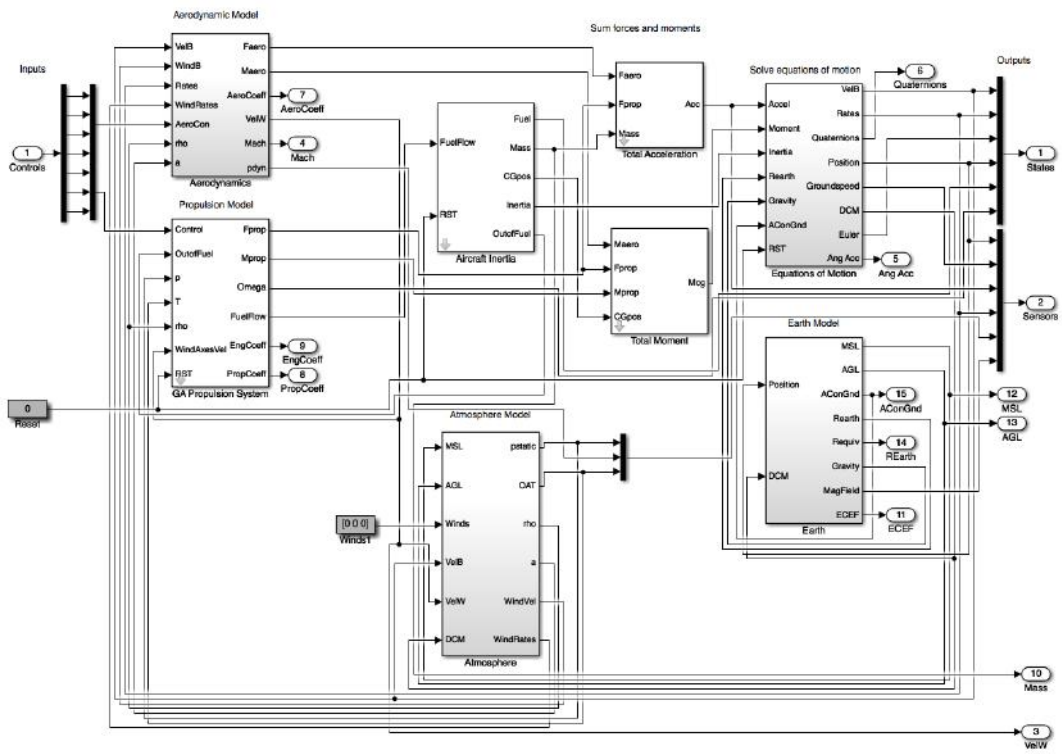 Aerodynamic Model
Inputs
1
Controls
VelB
WindB
Rates
WindRates
AeroCon
rho
a
Faero
Maero
AeroCoeff
VelW
Mach
pdyn
Aerodynamics
7
AeroCoeff
4
Mach
Propulsion Model
Control
OutofFuel
p
T
rho
WindAxesVel
RST
Fprop
Mprop
Omega
FuelFlow
EngCoeff
PropCoeff
GA Propulsion System
9
EngCoeff
8
PropCoeff
0
Reset
FuelFlow
RST
Fuel
Mass
CGpos
Inertia
OutofFuel
Aircraft Inertia
Sum forces and moments
Faero
Fprop
Mass
Acc
Total Acceleration
Maero
Fprop
Mprop
CGpos
Mcg
Total Moment
Solve equations of motion
Accel
Moment
Inertia
Rearth
Gravity
AConGnd
RST
VelB
Rates
Quaternions
Position
Groundspeed
DCM
Euler
Ang Acc
Equations of Motion
6
Quaternions
5
Ang Acc
Outputs
1
States
2
Sensors
Earth Model
Position
DCM
MSL
AGL
AConGnd
Rearth
Requiv
Gravity
MagField
ECEF
Earth
15
AConGnd
14
REarth
11
ECEF
12
MSL
13
AGL
Atmosphere Model
MSL
AGL
Winds
VelB
VelW
DCM
pstatic
OAT
rho
a
WindVel
WindRates
Atmosphere
[0 0 0]
Winds1
10
Mass
3
VelW